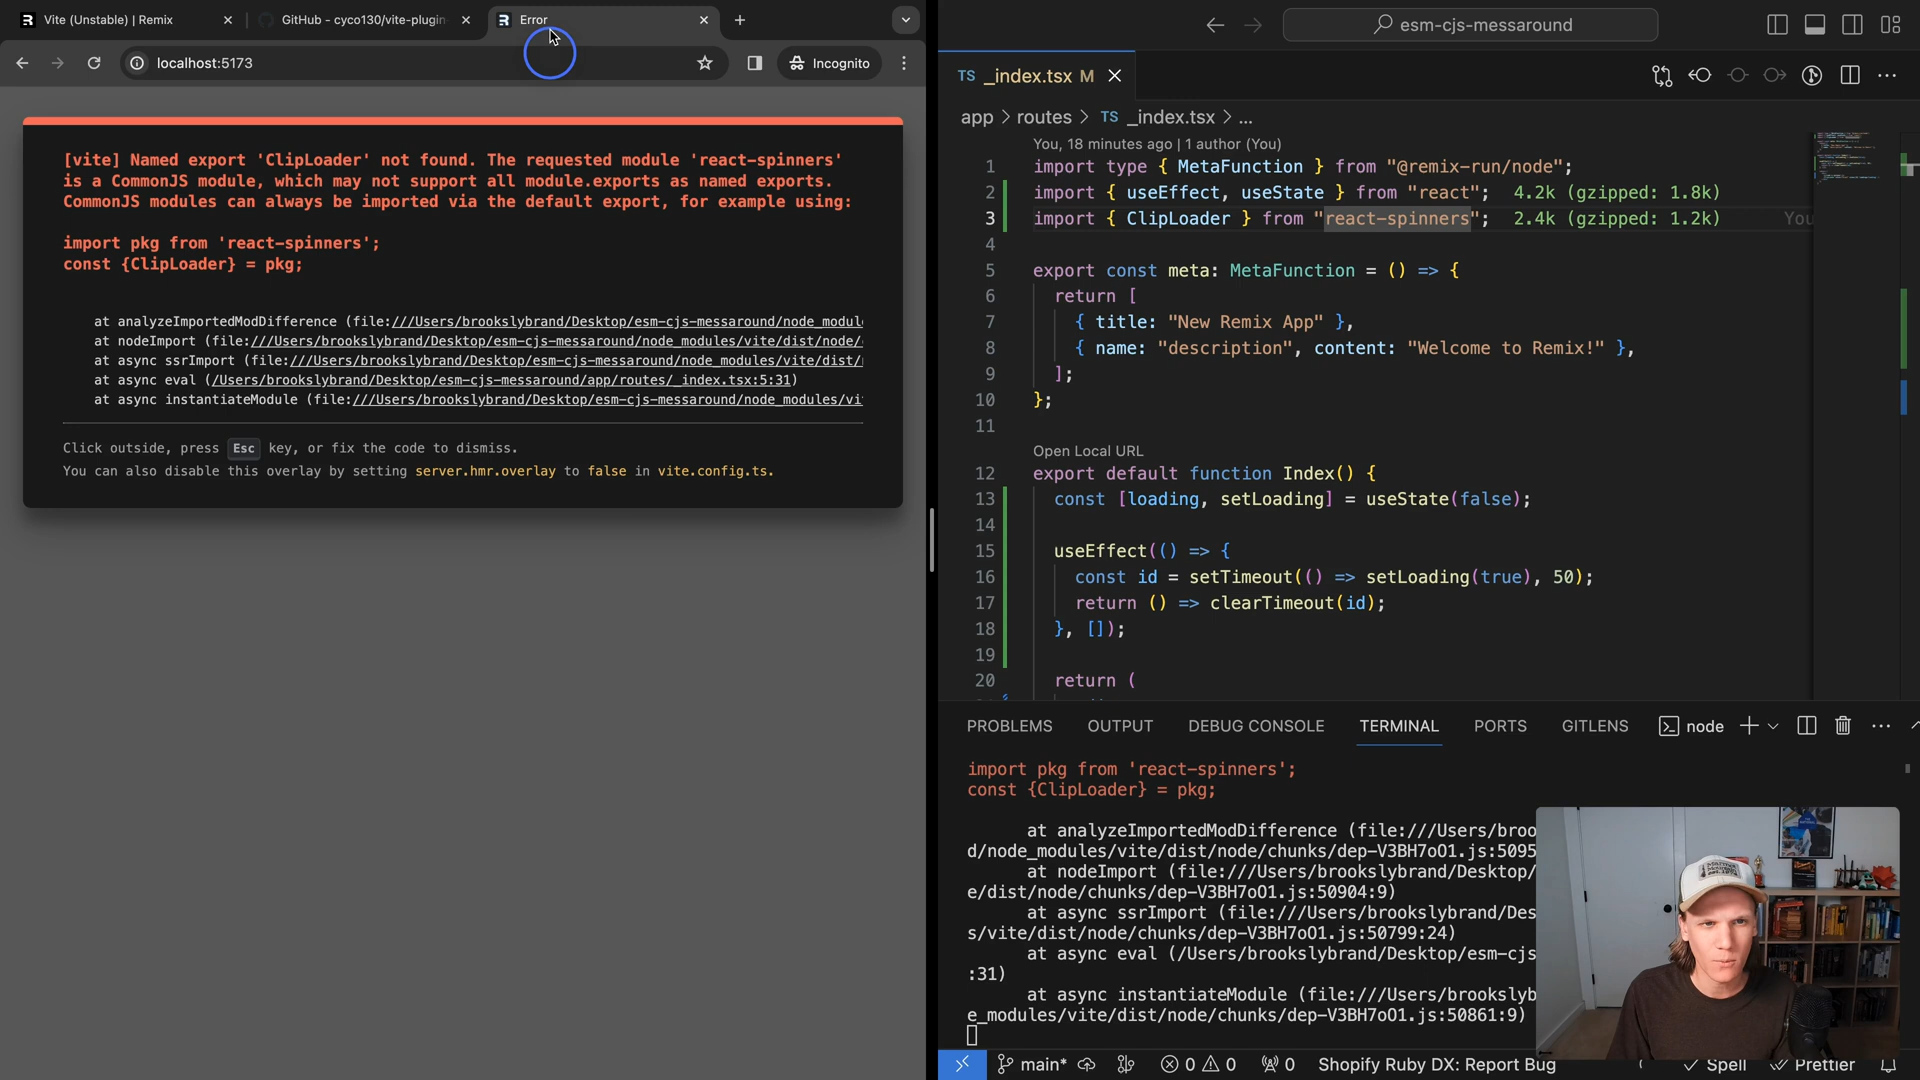 Vite (Unstable) | Remix
GitHub - cyco130/vite-plugin
Error
localhost:5173
Incognito
[vite] Named export 'ClipLoader' not found. The requested module 'react-spinners'
is a CommonJS module, which may not support all module.exports as named exports.
CommonJS modules can always be imported via the default export, for example using:
import pkg from 'react-spinners';
const {ClipLoader} = pkg;
at analyzeImportedModDifference (file:///Users/brookslybrand/Desktop/esm-cjs-messaround/node_modul
at nodeImport (file:///Users/brookslybrand/Desktop/esm-cjs-messaround/node_modules/vite/dist/node/
at async ssrImport (file:///Users/brookslybrand/Desktop/esm-cjs-messaround/node_modules/vite/dist/
at async eval (/Users/brookslybrand/Desktop/esm-cjs-messaround/app/routes/_index.tsx:5:31)
at async instantiateModule (file:///Users/brookslybrand/Desktop/esm-cjs-messaround/node_modules/vi
Click outside, press Esc key, or fix the code to dismiss.
You can also disable this overlay by setting server.hmr.overlay to false in vite.config.ts.
esm-cjs-messaround
TS _index.tsx M
app > routes > TS _index.tsx > ...
You, 18 minutes ago | 1 author (You)
1 import type { MetaFunction } from "@remix-run/node";
2 import { useEffect, useState } from "react"; 4.2k (gzipped: 1.8k)
3 import { ClipLoader } from "react-spinners"; 2.4k (gzipped: 1.2k) You
4
5 export const meta: MetaFunction = () => {
6 return [
7 { title: "New Remix App" },
8 { name: "description", content: "Welcome to Remix!" },
9 ];
10 };
11
Open Local URL
12 export default function Index() {
13 const [loading, setLoading] = useState(false);
14
15 useEffect(() => {
16 const id = setTimeout(() => setLoading(true), 50);
17 return () => clearTimeout(id);
18 }, []);
19
20 return (
PROBLEMS OUTPUT DEBUG CONSOLE TERMINAL PORTS GITLENS node
import pkg from 'react-spinners';
const {ClipLoader} = pkg;
at analyzeImportedModDifference (file:///Users/broo
d/node_modules/vite/dist/node/chunks/dep-V3BH7oO1.js:5095
at nodeImport (file:///Users/brookslybrand/Desktop/
e/dist/node/chunks/dep-V3BH7oO1.js:50904:9)
at async ssrImport (file:///Users/brookslybrand/Des
s/vite/dist/node/chunks/dep-V3BH7oO1.js:50799:24)
at async eval (/Users/brookslybrand/Desktop/esm-cjs
:31)
at async instantiateModule (file:///Users/brookslyb
e_modules/vite/dist/node/chunks/dep-V3BH7oO1.js:50861:9)
main* 0 0 0 Shopify Ruby DX: Report Bug Spell Prettier